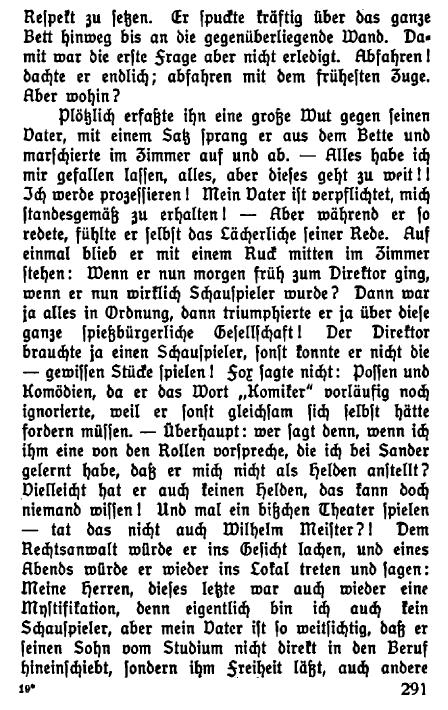 Respekt zu setzen. Er spuckte kräftig über das ganze
Bett hinweg bis an die gegenüberliegende Wand. Da-
mit war die erste Frage aber nicht erledigt. Abfahren!
dachte er endlich; abfahren mit dem frühesten Zuge.
Aber wohin?
Plötzlich erfaßte ihn eine große Wut gegen seinen
Vater, mit einem Satz sprang er aus dem Bette und
marschierte im Zimmer auf und ab. — Alles habe ich
mir gefallen lassen, alles, aber dieses geht zu weit!!
Ich werde prozessieren! Mein Vater ist verpflichtet, mich
standesgemäß zu erhalten! — Aber während er so
redete, fühlte er selbst das Lächerliche seiner Rede. Auf
einmal blieb er mit einem Ruck mitten im Zimmer
stehen: Wenn er nun morgen früh zum Direktor ging,
wenn er nun wirklich Schauspieler wurde? Dann war
ja alles in Ordnung, dann triumphierte er ja über diese
ganze spießbürgerliche Gesellschaft! Der Direktor
brauchte ja einen Schauspieler, sonst konnte er nicht die
— gewissen Stücke spielen! Fox sagte nicht: Possen und
Komödien, da er das Wort „Komiker“ vorläufig noch
ignorierte, weil er sonst gleichsam sich selbst hätte
fordern müssen. — Überhaupt: wer sagt denn, wenn ich
ihm eine von den Rollen vorspreche, die ich bei Sander
gelernt habe, daß er mich nicht als Helden anstellt?
Vielleicht hat er auch keinen Helden, das kann doch
niemand wissen! Und mal ein bißchen Theater spielen
— tat das nicht auch Wilhelm Meister?! Dem
Rechtsanwalt würde er ins Gesicht lachen, und eines
Abends würde er wieder ins Lokal treten und sagen:
Meine Herren, dieses letzte war auch wieder eine
Mystifikation, denn eigentlich bin ich auch kein
Schauspieler, aber mein Vater ist so weitsichtig, daß er
seinen Sohn vom Studium nicht direkt in den Beruf
hineinschiebt, sondern ihm Freiheit läßt, auch andere
19* 291